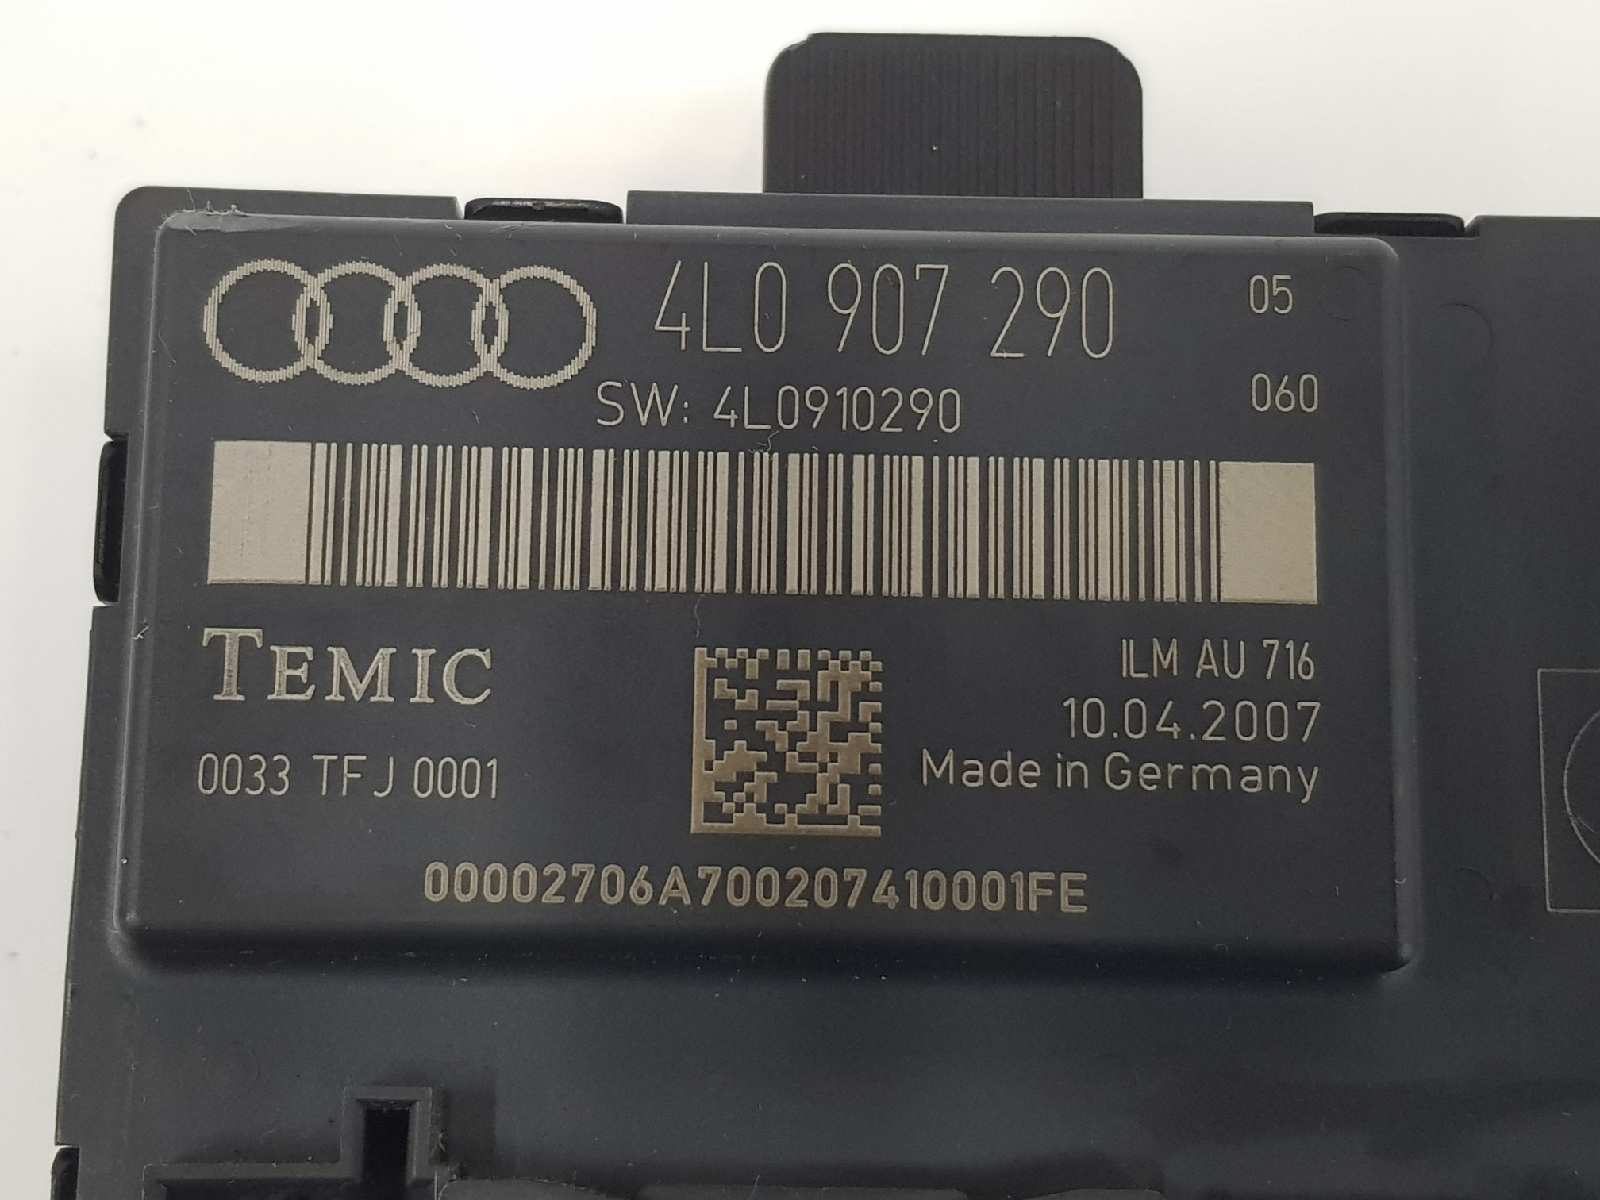 4L0 907 290 05
SW: 4L0910290 060
TEMIC
ILM AU 716
10.04.2007
0033 TFJ 0001
Made in Germany
00002706A700207410001FE